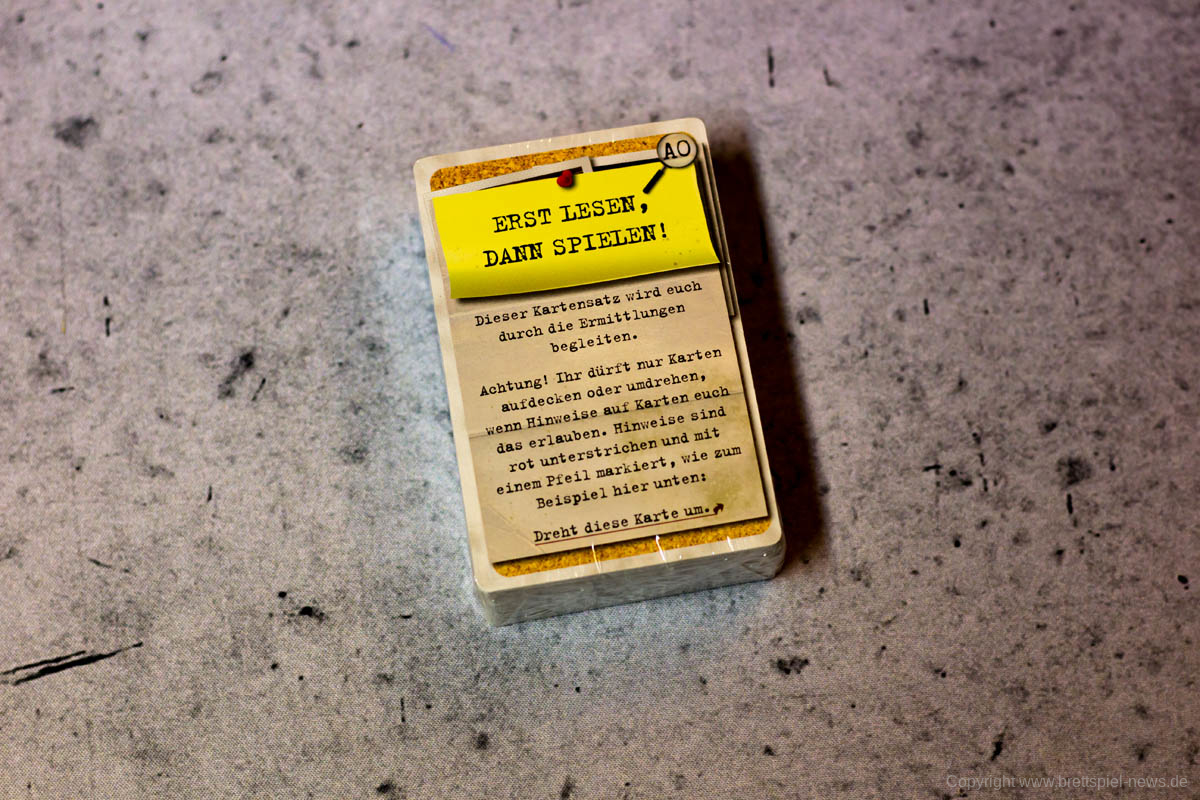 A0
ERST LESEN,
DANN SPIELEN!
Dieser Kartensatz wird euch
durch die Ermittlungen
begleiten.
Achtung! Ihr dürft nur Karten
aufdecken oder umdrehen,
wenn Hinweise auf Karten euch
das erlauben. Hinweise sind
rot unterstrichen und mit
einem Pfeil markiert, wie zum
Beispiel hier unten:
Dreht diese Karte um.
Copyright www.brettspiel-news.de